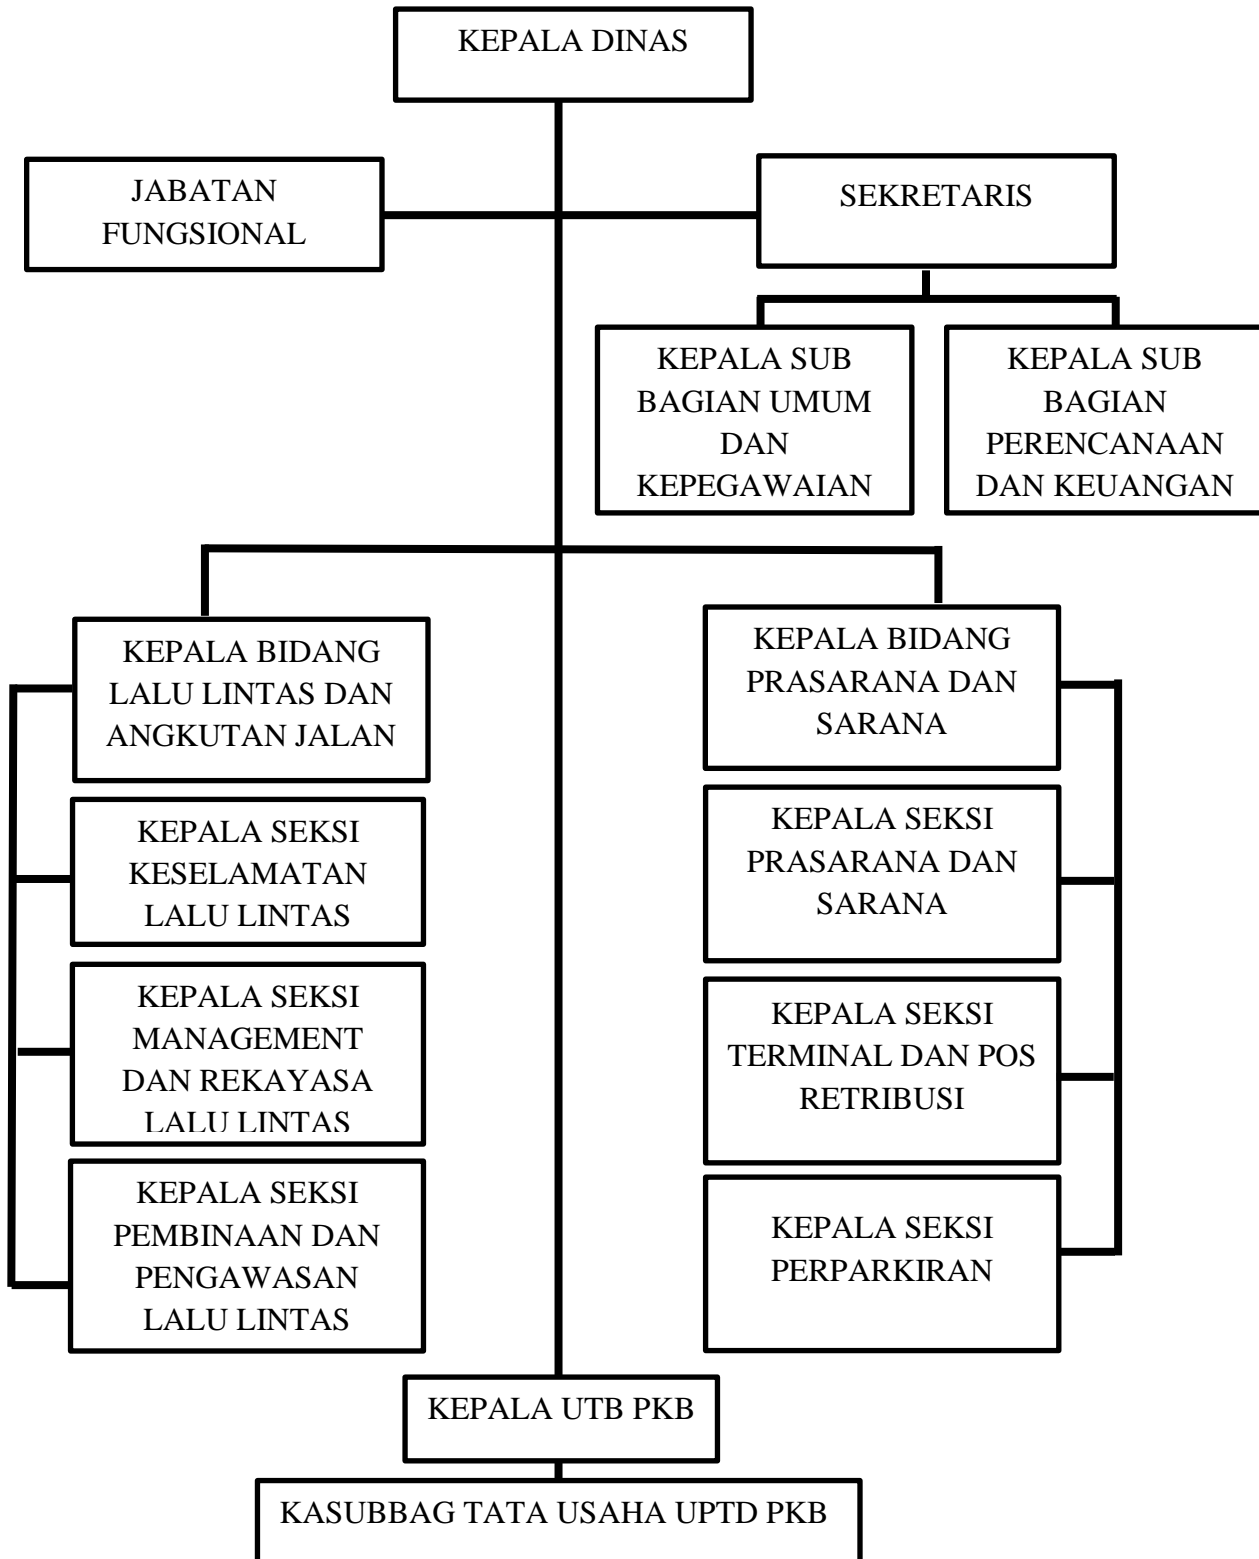 KEPALA DINAS
JABATAN
FUNGSIONAL
SEKRETARIS
KEPALA SUB
BAGIAN UMUM
DAN
KEPEGAWAIAN
KEPALA SUB
BAGIAN
PERENCANAAN
DAN KEUANGAN
KEPALA BIDANG
LALU LINTAS DAN
ANGKUTAN JALAN
KEPALA SEKSI
KESELAMATAN
LALU LINTAS
KEPALA SEKSI
MANAGEMENT
DAN REKAYASA
LALU LINTAS
KEPALA SEKSI
PEMBINAAN DAN
PENGAWASAN
LALU LINTAS
KEPALA BIDANG
PRASARANA DAN
SARANA
KEPALA SEKSI
PRASARANA DAN
SARANA
KEPALA SEKSI
TERMINAL DAN POS
RETRIBUSI
KEPALA SEKSI
PERPARKIRAN
KEPALA UTB PKB
KASUBBAG TATA USAHA UPTD PKB